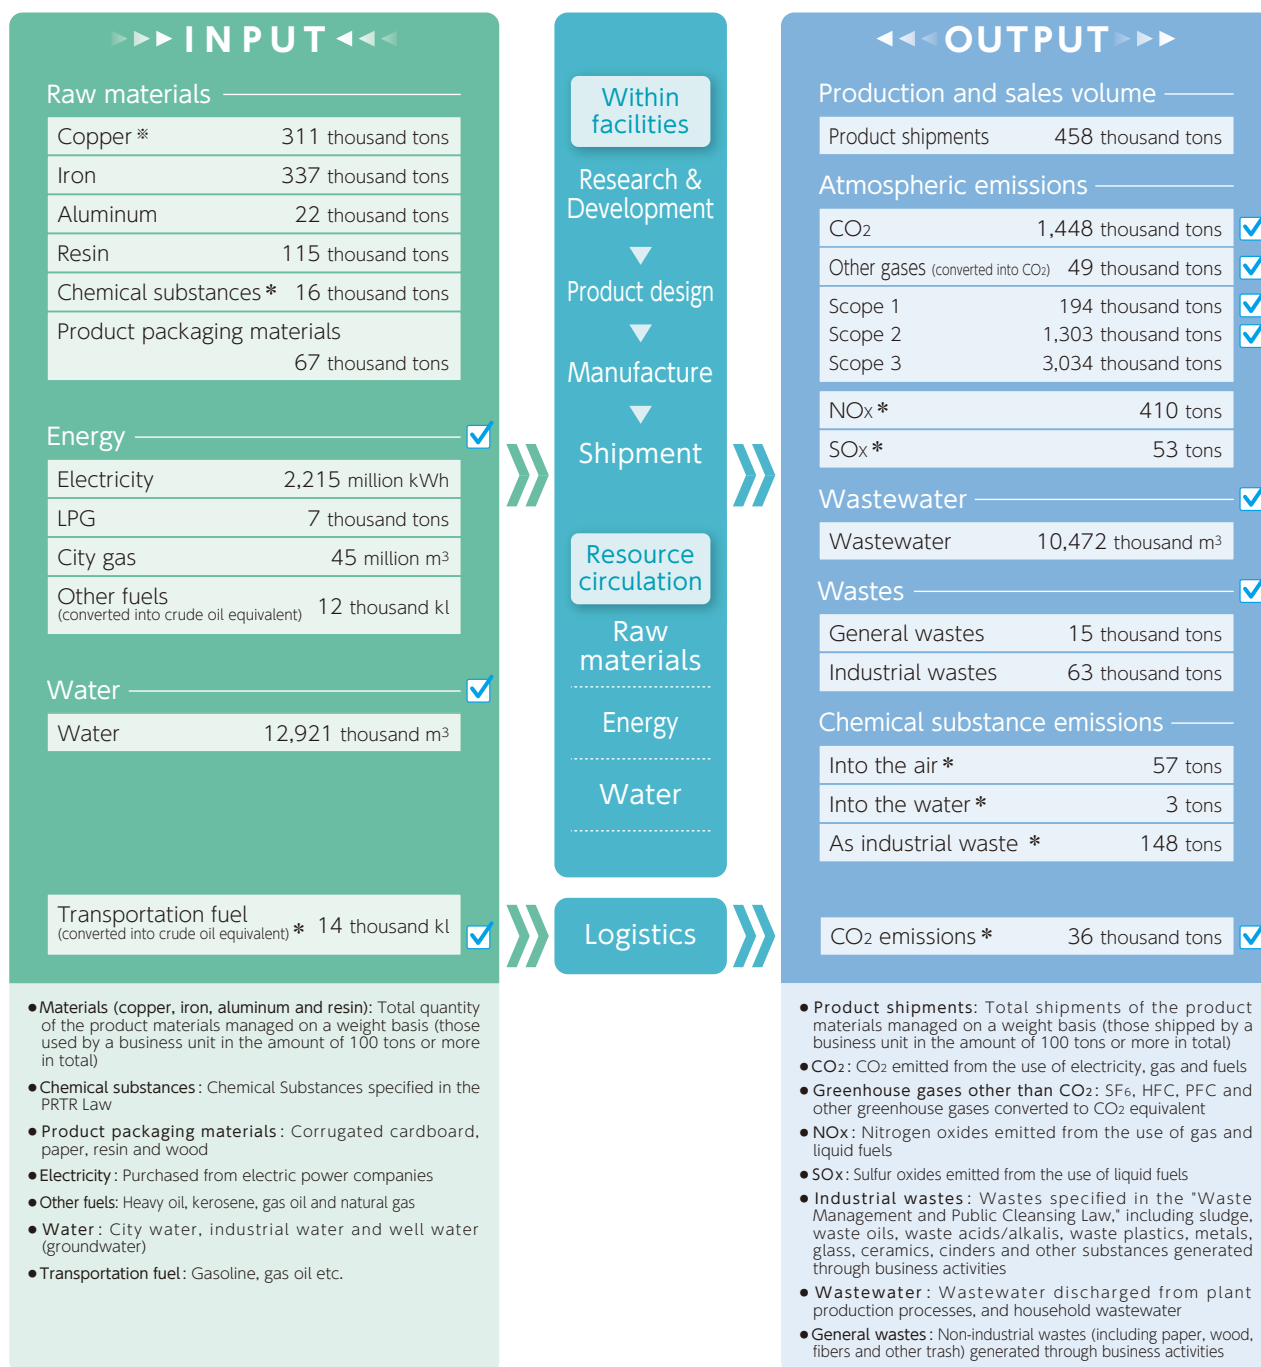 INPUT
Raw materials
Copper※ 311 thousand tons
Iron 337 thousand tons
Aluminum 22 thousand tons
Resin 115 thousand tons
Chemical substances* 16 thousand tons
Product packaging materials
67 thousand tons
Energy
Electricity 2,215 million kWh
LPG 7 thousand tons
City gas 45 million m3
Other fuels
(converted into crude oil equivalent) 12 thousand kl
Water
Water 12,921 thousand m3
Transportation fuel
(converted into crude oil equivalent)* 14 thousand kl
●Materials (copper, iron, aluminum and resin): Total quantity
of the product materials managed on a weight basis (those
used by a business unit in the amount of 100 tons or more
in total)
●Chemical substances: Chemical Substances specified in the
PRTR Law
●Product packaging materials: Corrugated cardboard,
paper, resin and wood
●Electricity: Purchased from electric power companies
●Other fuels: Heavy oil, kerosene, gas oil and natural gas
●Water: City water, industrial water and well water
(groundwater)
●Transportation fuel: Gasoline, gas oil etc.
Within
facilities
Research &
Development
Product design
Manufacture
Shipment
Resource
circulation
Raw
materials
Energy
Water
Logistics
OUTPUT
Production and sales volume
Product shipments 458 thousand tons
Atmospheric emissions
CO2 1,448 thousand tons
Other gases (converted into CO2) 49 thousand tons
Scope 1 194 thousand tons
Scope 2 1,303 thousand tons
Scope 3 3,034 thousand tons
NOx* 410 tons
SOx* 53 tons
Wastewater
Wastewater 10,472 thousand m3
Wastes
General wastes 15 thousand tons
Industrial wastes 63 thousand tons
Chemical substance emissions
Into the air* 57 tons
Into the water* 3 tons
As industrial waste * 148 tons
CO2 emissions* 36 thousand tons
●Product shipments: Total shipments of the product
materials managed on a weight basis (those shipped by a
business unit in the amount of 100 tons or more in total)
●CO2: CO2 emitted from the use of electricity, gas and fuels
●Greenhouse gases other than CO2: SF6, HFC, PFC and
other greenhouse gases converted to CO2 equivalent
●NOx: Nitrogen oxides emitted from the use of gas and
liquid fuels
●SOx: Sulfur oxides emitted from the use of liquid fuels
●Industrial wastes: Wastes specified in the "Waste
Management and Public Cleansing Law," including sludge,
waste oils, waste acids/alkalis, waste plastics, metals,
glass, ceramics, cinders and other substances generated
through business activities
●Wastewater: Wastewater discharged from plant
production processes, and household wastewater
●General wastes: Non-industrial wastes (including paper, wood,
fibers and other trash) generated through business activities